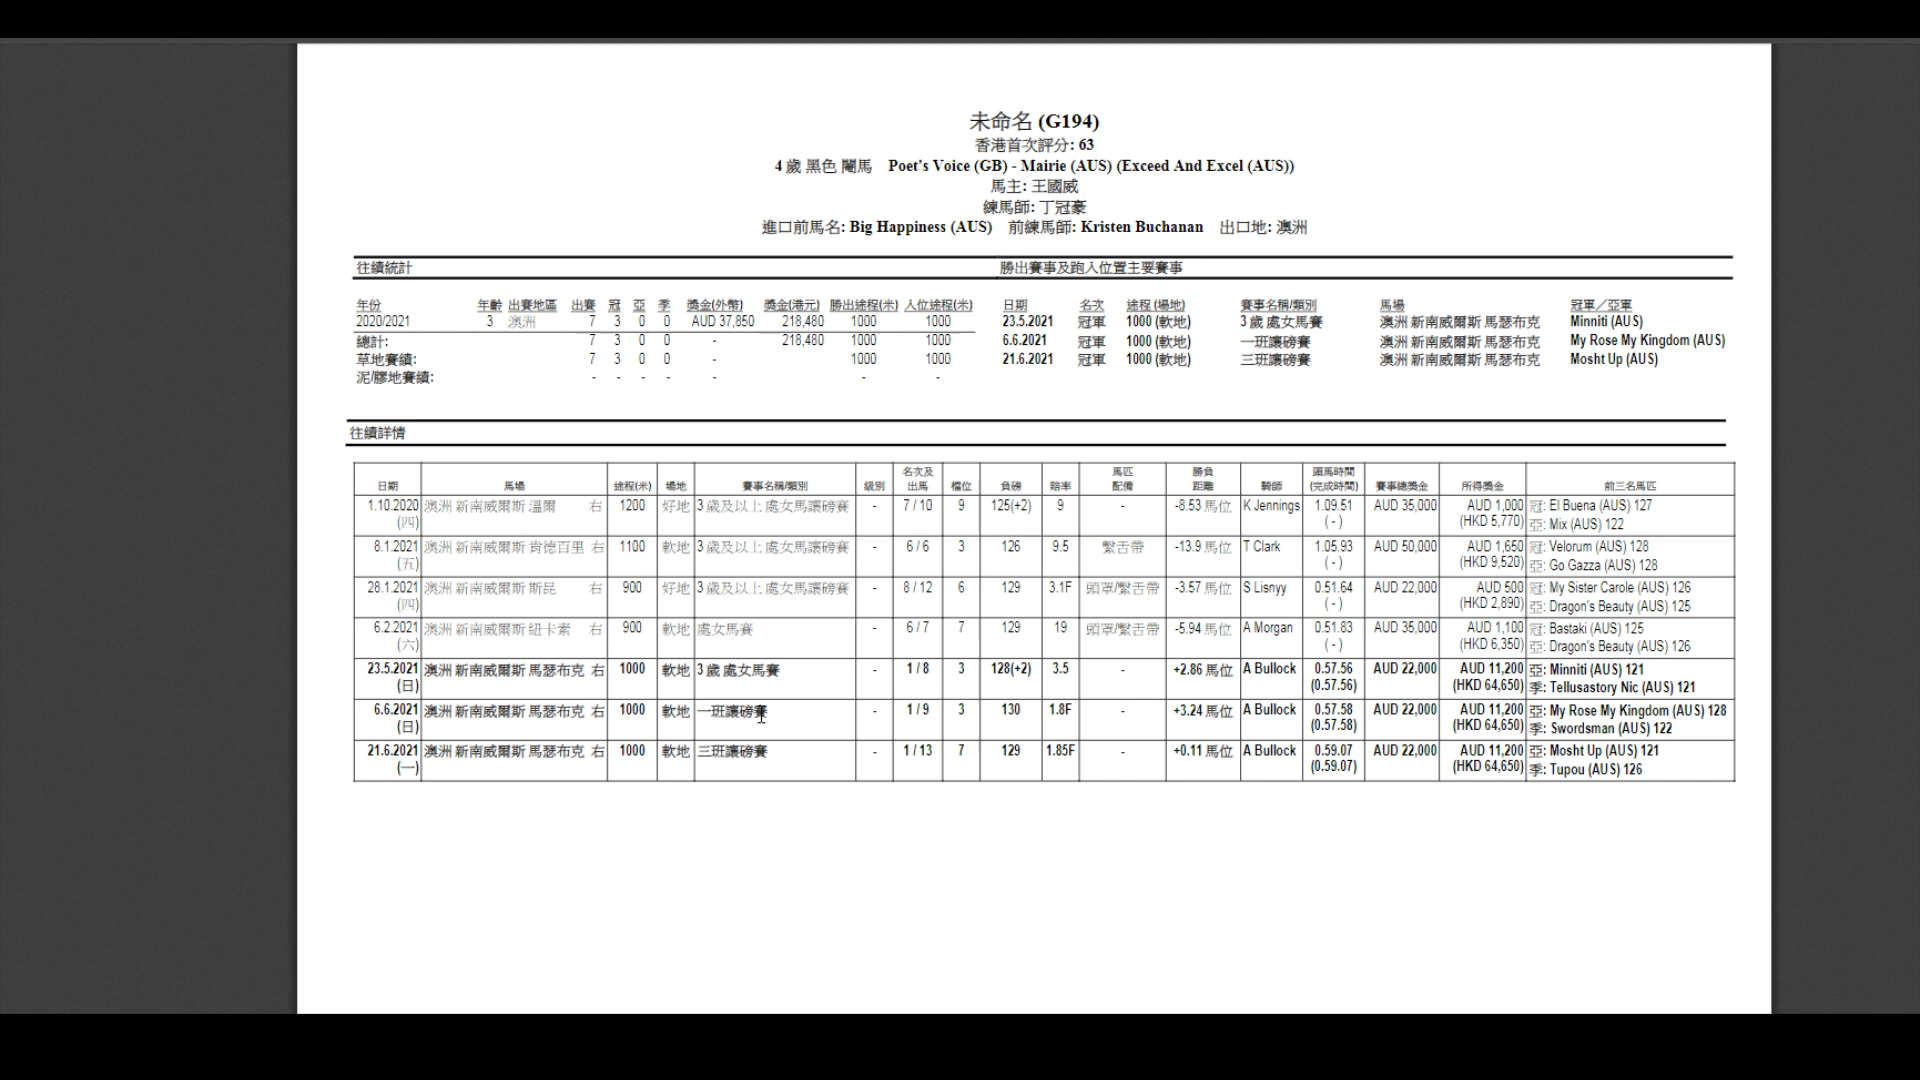 未命名 (G194)
香港首次評分: 63
4 歲 黑色 閹馬 Poet's Voice (GB) - Mairie (AUS) (Exceed And Excel (AUS))
馬主: 王國威
練馬師: 丁冠豪
進口前馬名: Big Happiness (AUS) 前練馬師: Kristen Buchanan 出口地: 澳洲
往績統計 勝出賽事及跑入位置主要賽事
年份 年齡 出賽地區 出賽 冠 亞 季 獎金(外幣) 獎金(港元) 勝出途程(米) 入位途程(米) 日期 名次 途程 (場地) 賽事名稱/類別 馬場 冠軍／亞軍
2020/2021 3 澳洲 7 3 0 0 AUD 37,850 218,480 1000 1000 23.5.2021 冠軍 1000 (軟地) 3 歲 處女馬賽 澳洲 新南威爾斯 馬瑟布克 Minniti (AUS)
總計: 7 3 0 0 - 218,480 1000 1000 6.6.2021 冠軍 1000 (軟地) 一班讓磅賽 澳洲 新南威爾斯 馬瑟布克 My Rose My Kingdom (AUS)
草地賽績: 7 3 0 0 - 1000 1000 21.6.2021 冠軍 1000 (軟地) 三班讓磅賽 澳洲 新南威爾斯 馬瑟布克 Mosht Up (AUS)
泥/膠地賽績: - - - - - - -
往績詳情
名次及 馬匹 勝負 頭馬時間
日期 馬場 途程(米) 場地 賽事名稱/類別 級別 出馬 檔位 負磅 賠率 配備 距離 騎師 (完成時間) 賽事總獎金 所得獎金 前三名馬匹
1.10.2020 澳洲 新南威爾斯 溫爾 右 1200 好地 3 歲及以上 處女馬讓磅賽 - 7 / 10 9 125(+2) 9 - -8.53 馬位 K Jennings 1.09.51 AUD 35,000 AUD 1,000 冠: El Buena (AUS) 127
(四) ( - ) (HKD 5,770) 亞: Mix (AUS) 122
8.1.2021 澳洲 新南威爾斯 肯德百里 右 1100 軟地 3 歲及以上 處女馬讓磅賽 - 6 / 6 3 126 9.5 繫舌帶 -13.9 馬位 T Clark 1.05.93 AUD 50,000 AUD 1,650 冠: Velorum (AUS) 128
(五) ( - ) (HKD 9,520) 亞: Go Gazza (AUS) 128
28.1.2021 澳洲 新南威爾斯 斯昆 右 900 好地 3 歲及以上 處女馬讓磅賽 - 8 / 12 6 129 3.1F 頭罩/繫舌帶 -3.57 馬位 S Lisnyy 0.51.64 AUD 22,000 AUD 500 冠: My Sister Carole (AUS) 126
(四) ( - ) (HKD 2,890) 亞: Dragon's Beauty (AUS) 125
6.2.2021 澳洲 新南威爾斯 紐卡素 右 900 軟地 處女馬賽 - 6 / 7 7 129 19 頭罩/繫舌帶 -5.94 馬位 A Morgan 0.51.83 AUD 35,000 AUD 1,100 冠: Bastaki (AUS) 125
(六) ( - ) (HKD 6,350) 亞: Dragon's Beauty (AUS) 126
23.5.2021 澳洲 新南威爾斯 馬瑟布克 右 1000 軟地 3 歲 處女馬賽 - 1 / 8 3 128(+2) 3.5 - +2.86 馬位 A Bullock 0.57.56 AUD 22,000 AUD 11,200 亞: Minniti (AUS) 121
(日) (0.57.56) (HKD 64,650) 季: Tellusastory Nic (AUS) 121
6.6.2021 澳洲 新南威爾斯 馬瑟布克 右 1000 軟地 一班讓磅賽 - 1 / 9 3 130 1.8F - +3.24 馬位 A Bullock 0.57.58 AUD 22,000 AUD 11,200 亞: My Rose My Kingdom (AUS) 128
(日) (0.57.58) (HKD 64,650) 季: Swordsman (AUS) 122
21.6.2021 澳洲 新南威爾斯 馬瑟布克 右 1000 軟地 三班讓磅賽 - 1 / 13 7 129 1.85F - +0.11 馬位 A Bullock 0.59.07 AUD 22,000 AUD 11,200 亞: Mosht Up (AUS) 121
(一) (0.59.07) (HKD 64,650) 季: Tupou (AUS) 126